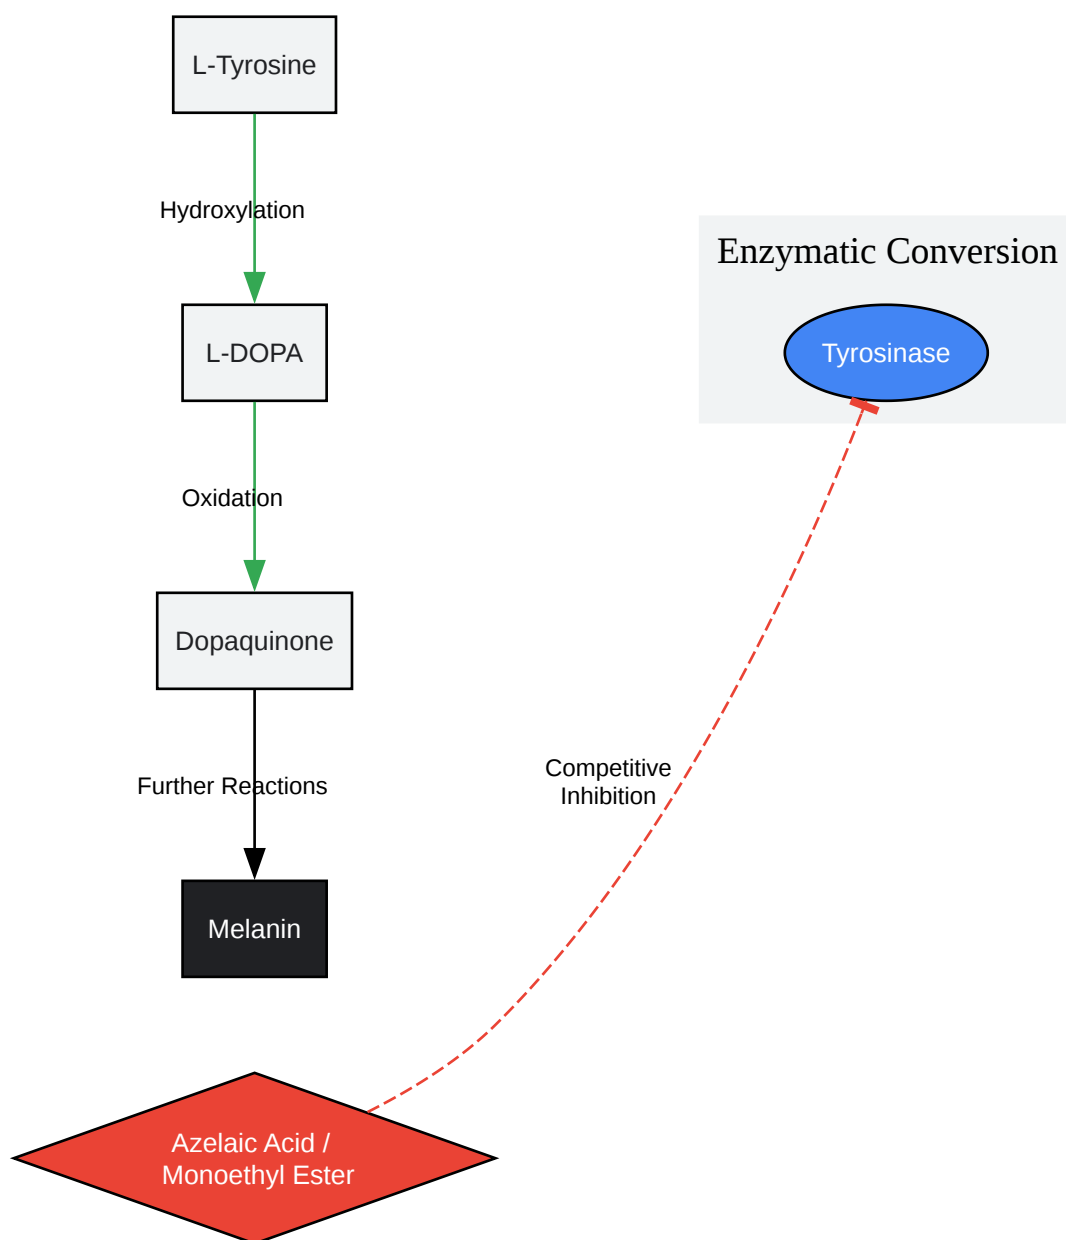 L-Tyrosine
Hydroxylation
Enzymatic Conversion
L-DOPA
Tyrosinase
Oxidation
Dopaquinone
Further Reactions
Competitive
Inhibition
Melanin
Azelaic Acid /
Monoethyl Ester